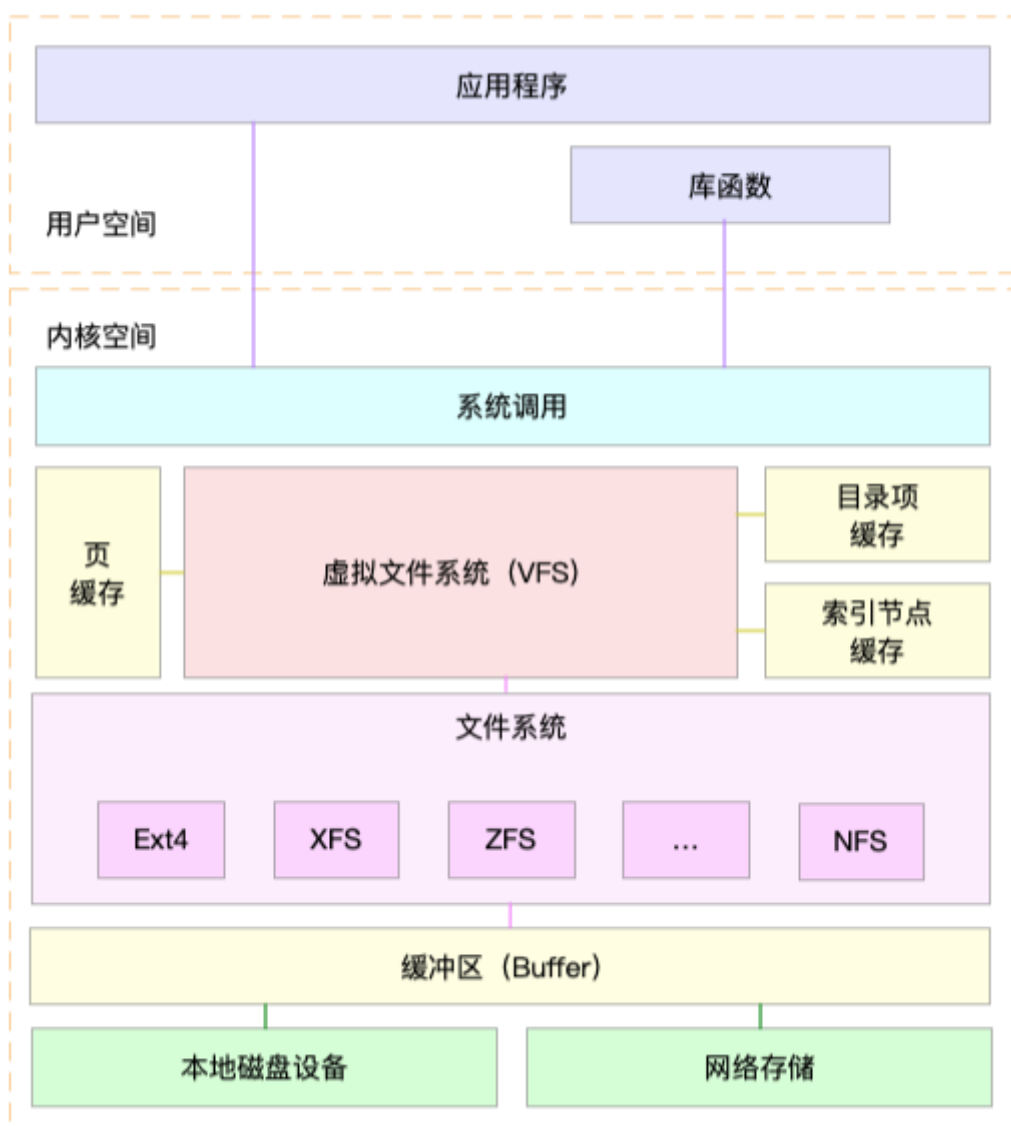 应用程序
库函数
用户空间
内核空间
系统调用
页
缓存
虚拟文件系统（VFS）
目录项
缓存
索引节点
缓存
文件系统
Ext4
XFS
ZFS
...
NFS
缓冲区（Buffer）
本地磁盘设备
网络存储